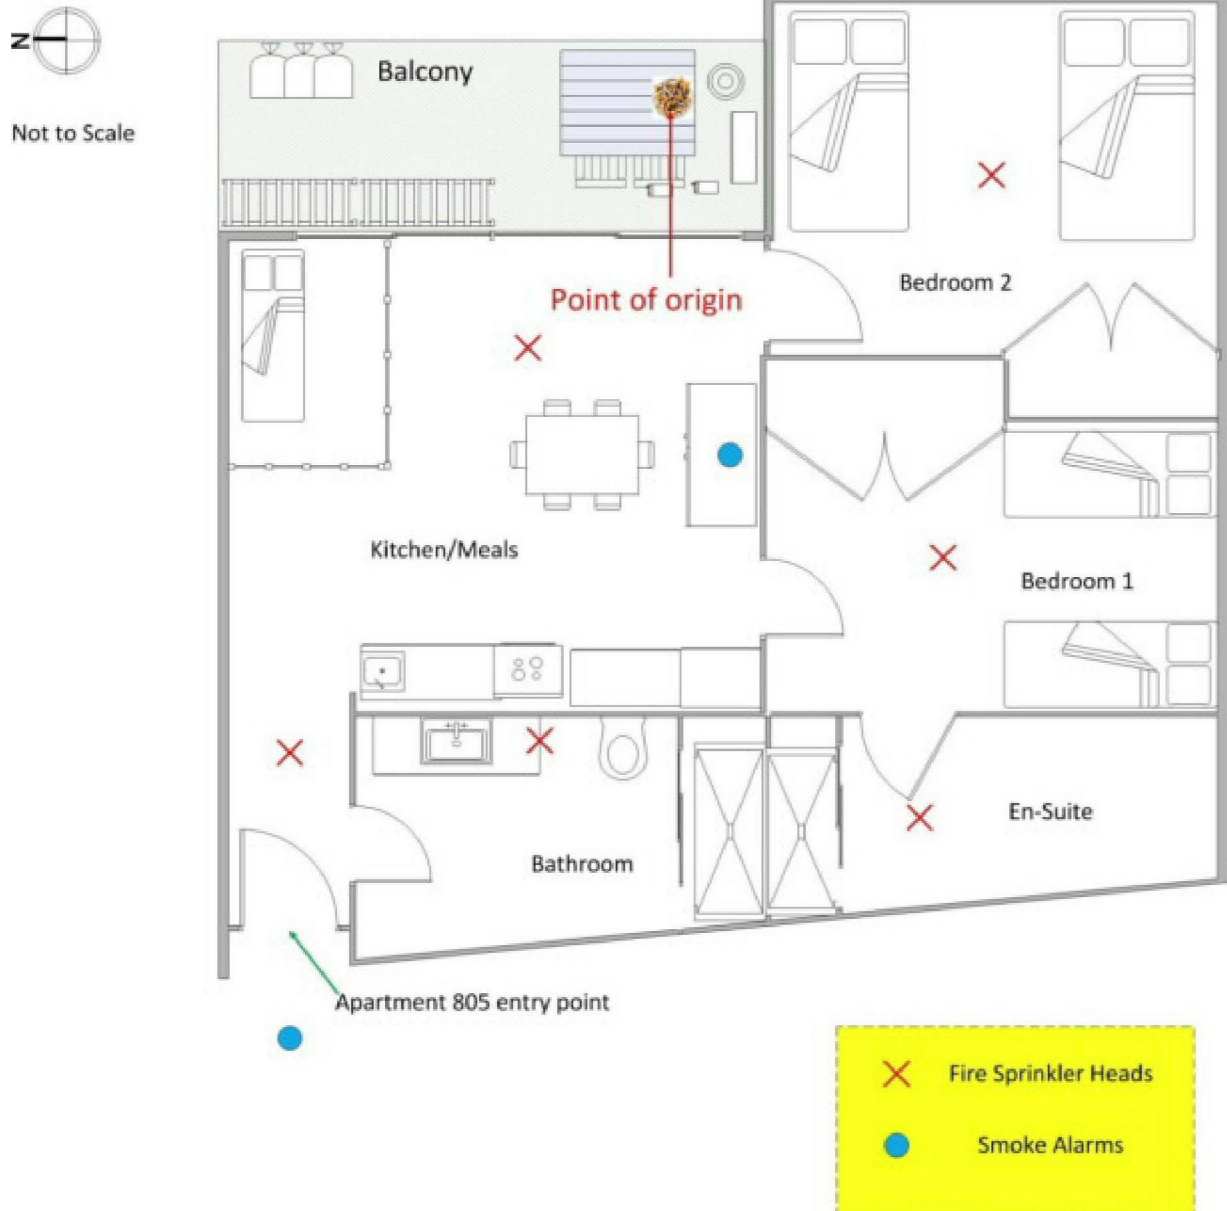 N
Not to Scale
Balcony
Point of origin
Bedroom 2
Kitchen/Meals
Bedroom 1
En-Suite
Bathroom
Apartment 805 entry point
Fire Sprinkler Heads
Smoke Alarms